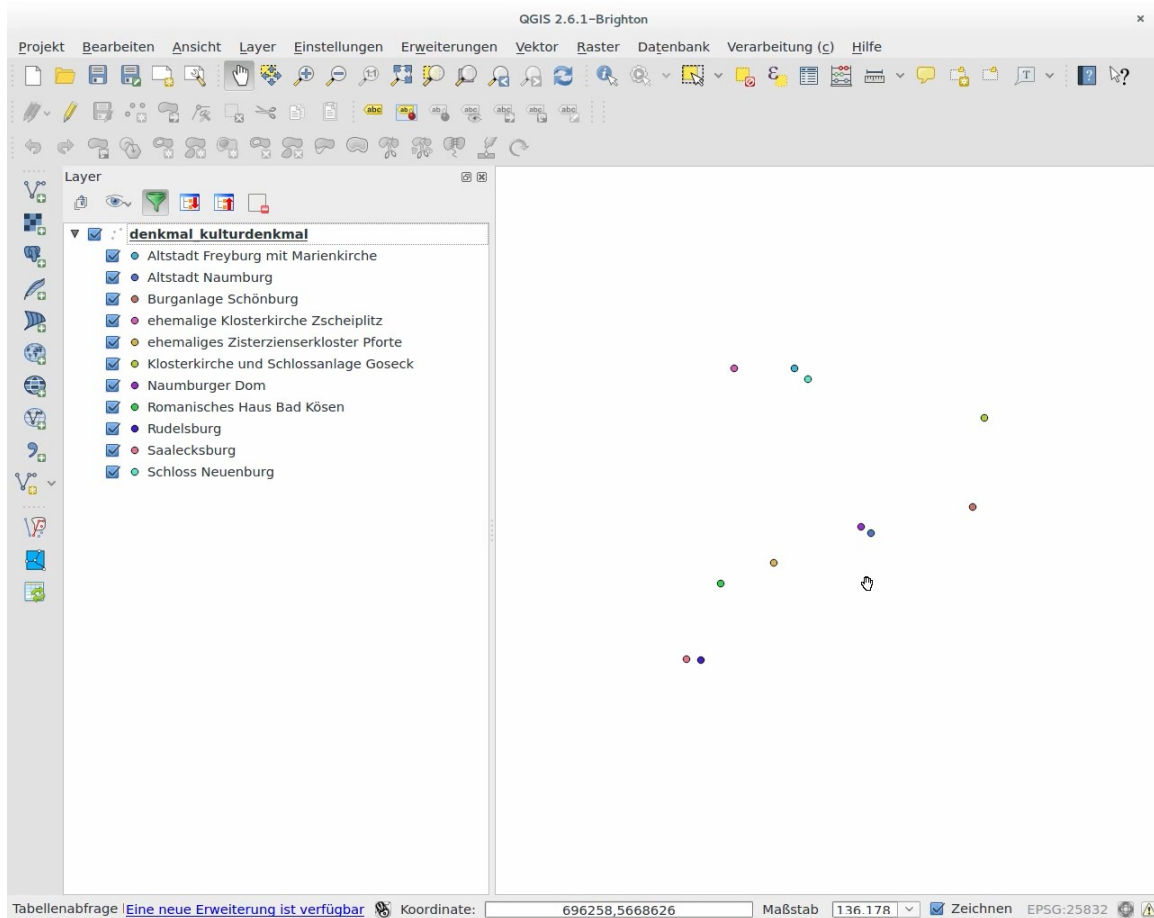 QGIS 2.6.1-Brighton
Projekt Bearbeiten Ansicht Layer Einstellungen Erweiterungen Vektor Raster Datenbank Verarbeitung (c) Hilfe
Layer
denkmal_kulturdenkmal
Altstadt Freyburg mit Marienkirche
Altstadt Naumburg
Burganlage Schönburg
ehemalige Klosterkirche Zscheiplitz
ehemaliges Zisterzienserkloster Pforte
Klosterkirche und Schlossanlage Goseck
Naumburger Dom
Romanisches Haus Bad Kösen
Rudelsburg
Saalecksburg
Schloss Neuenburg
Tabellenabfrage Eine neue Erweiterung ist verfügbar Koordinate: 696258,5668626 Maßstab 136.178 Zeichnen EPSG:25832